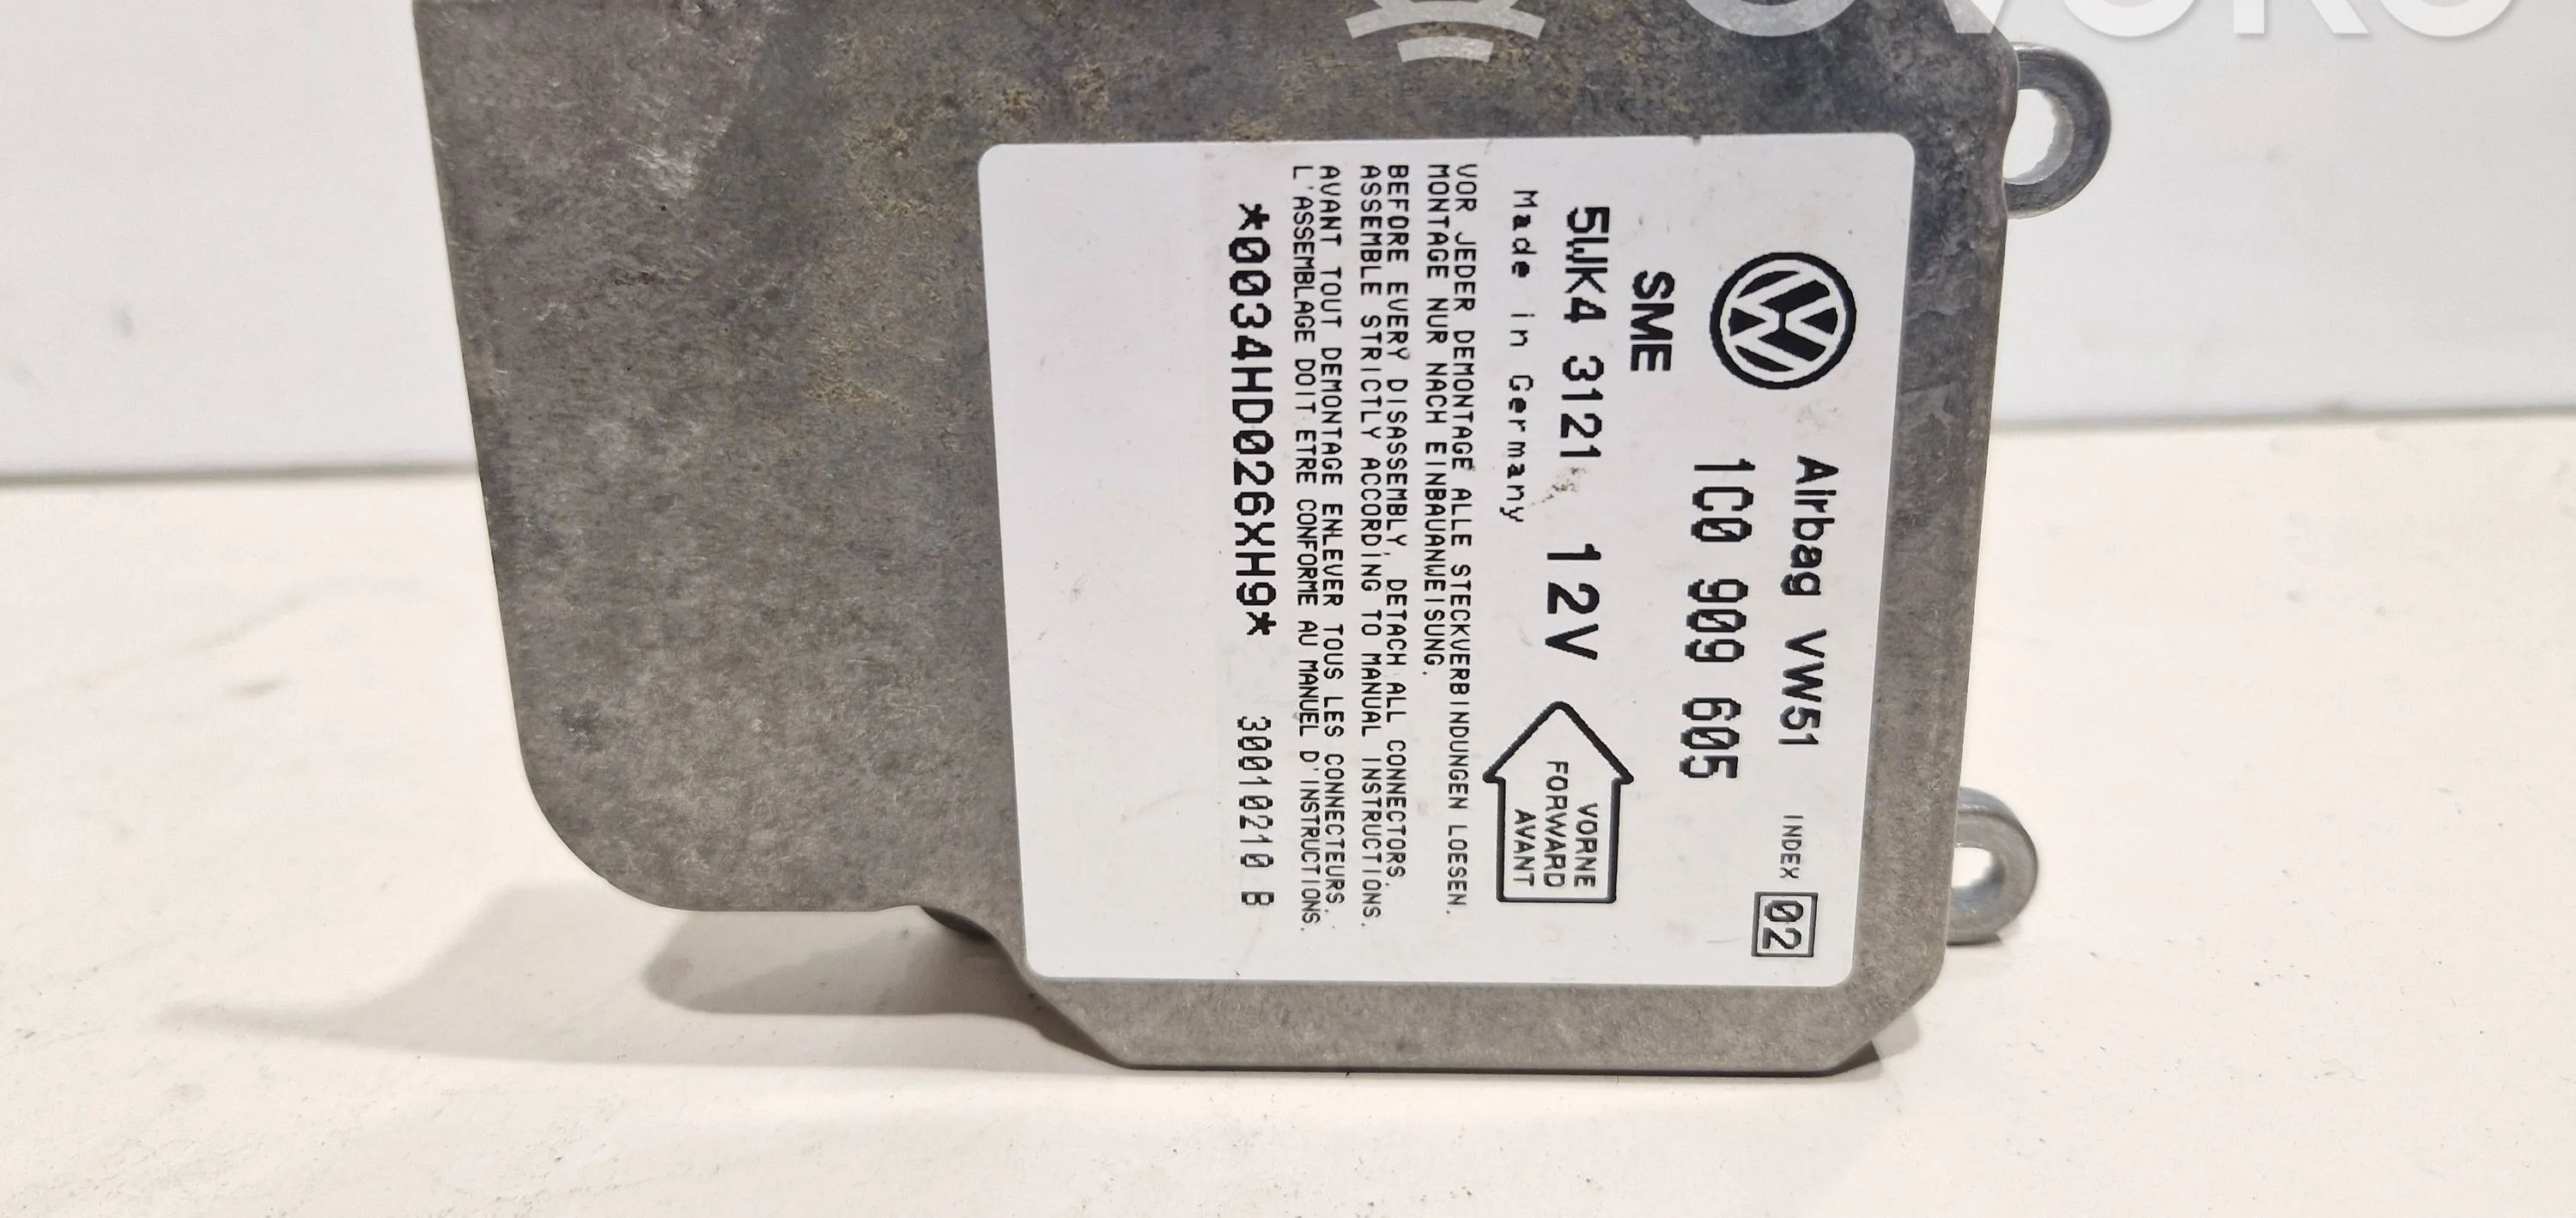 OVOKO
Airbag VW51 INDEX 02
1C0 909 605
SME
5WK4 3121 12V
Made in Germany
VORNE
FORWARD
AVANT
VOR JEDER DEMONTAGE ALLE STECKVERBINDUNGEN LOESEN.
MONTAGE NUR NACH EINBAUANWEISUNG.
BEFORE EVERY DISASSEMBLY, DETACH ALL CONNECTORS.
ASSEMBLE STRICTLY ACCORDING TO MANUAL INSTRUCTIONS.
AVANT TOUT DEMONTAGE ENLEVER TOUS LES CONNECTEURS.
L'ASSEMBLAGE DOIT ETRE CONFORME AU MANUEL D'INSTRUCTIONS.
*0034HD026XH9* 30010210 B